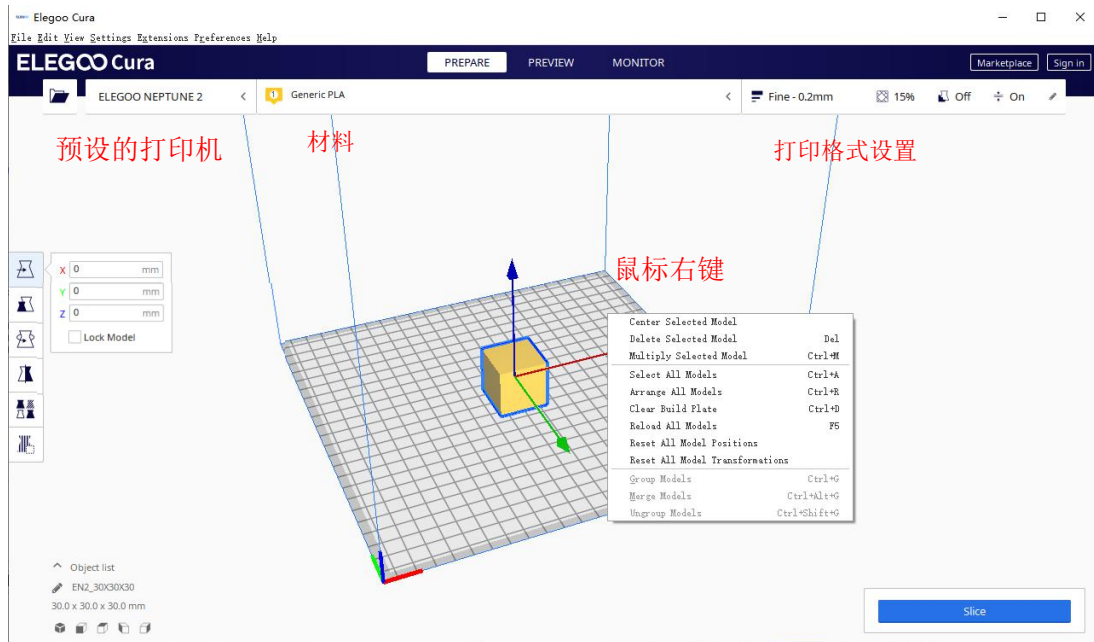 Elegoo Cura
File Edit View Settings Extensions Preferences Help
ELEGOO Cura
PREPARE PREVIEW MONITOR
Marketplace Sign in
ELEGOO NEPTUNE 2 < 1 Generic PLA < Fine - 0.2mm 15% Off On
预设的打印机
材料
打印格式设置
鼠标右键
X 0 mm
Y 0 mm
Z 0 mm
Lock Model
Center Selected Model
Delete Selected Model Del
Multiply Selected Model Ctrl+M
Select All Models Ctrl+A
Arrange All Models Ctrl+R
Clear Build Plate Ctrl+D
Reload All Models F5
Reset All Model Positions
Reset All Model Transformations
Group Models Ctrl+G
Merge Models Ctrl+Alt+G
Ungroup Models Ctrl+Shift+G
Object list
EN2_30X30X30
30.0 x 30.0 x 30.0 mm
Slice